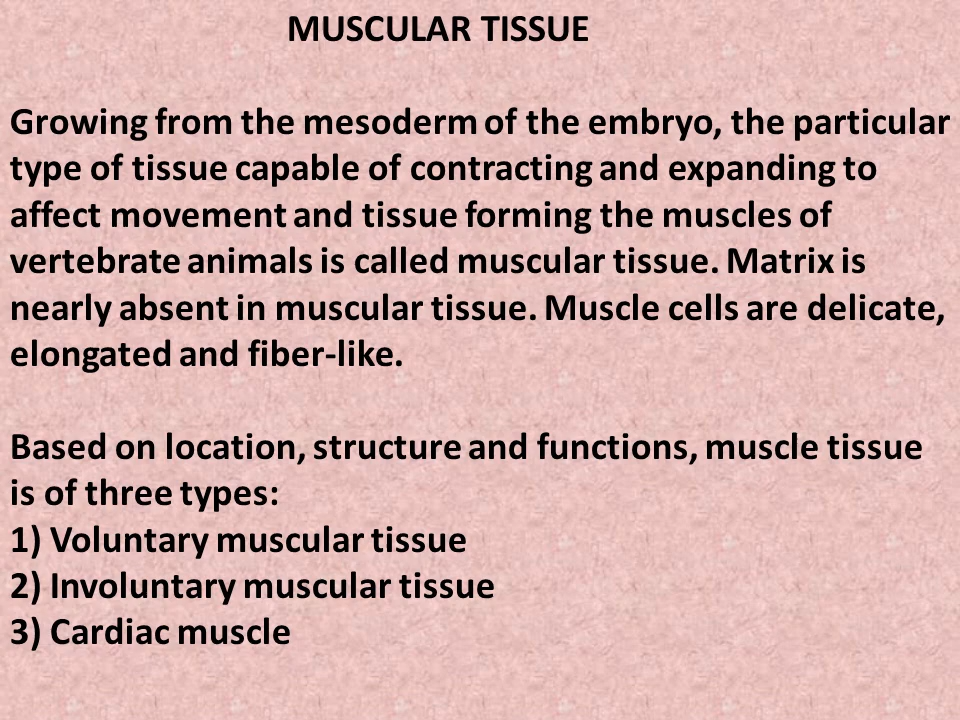 MUSCULAR TISSUE
Growing from the mesoderm of the embryo, the particular
type of tissue capable of contracting and expanding to
affect movement and tissue forming the muscles of
vertebrate animals is called muscular tissue. Matrix is
nearly absent in muscular tissue. Muscle cells are delicate,
elongated and fiber-like.
Based on location, structure and functions, muscle tissue
is of three types:
1) Voluntary muscular tissue
2) Involuntary muscular tissue
3) Cardiac muscle